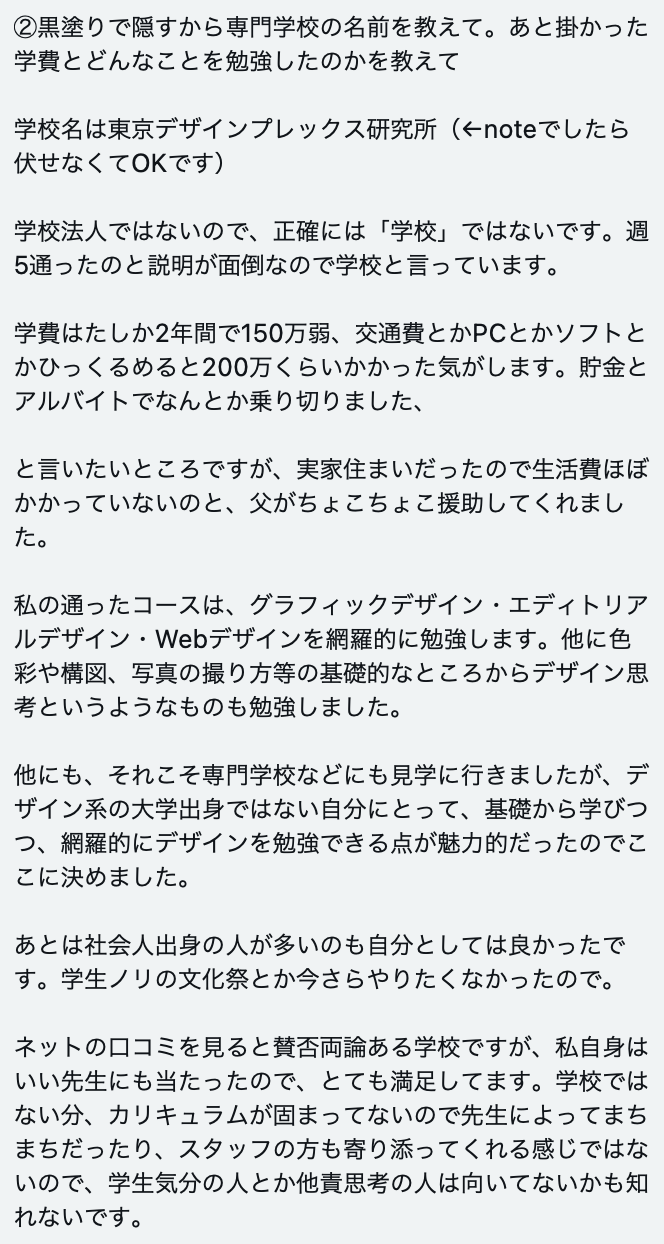 ②黒塗りで隠すから専門学校の名前を教えて。あと掛かった
学費とどんなことを勉強したのかを教えて
学校名は東京デザインプレックス研究所（←noteでしたら
伏せなくてOKです）
学校法人ではないので、正確には「学校」ではないです。週
5通ったのと説明が面倒なので学校と言っています。
学費はたしか2年間で150万弱、交通費とかPCとかソフトと
かひっくるめると200万くらいかかった気がします。貯金と
アルバイトでなんとか乗り切りました、
と言いたいところですが、実家住まいだったので生活費ほぼ
かかっていないのと、父がちょこちょこ援助してくれまし
た。
私の通ったコースは、グラフィックデザイン・エディトリア
ルデザイン・Webデザインを網羅的に勉強します。他に色
彩や構図、写真の撮り方等の基礎的なところからデザイン思
考というようなものも勉強しました。
他にも、それこそ専門学校などにも見学に行きましたが、デ
ザイン系の大学出身ではない自分にとって、基礎から学びつ
つ、網羅的にデザインを勉強できる点が魅力的だったのでこ
こに決めました。
あとは社会人出身の人が多いのも自分としては良かったで
す。学生ノリの文化祭とか今さらやりたくなかったので。
ネットの口コミを見ると賛否両論ある学校ですが、私自身は
いい先生にも当たったので、とても満足してます。学校では
ない分、カリキュラムが固まってないので先生によってまち
まちだったり、スタッフの方も寄り添ってくれる感じではな
いので、学生気分の人とか他責思考の人は向いてないかも知
れないです。